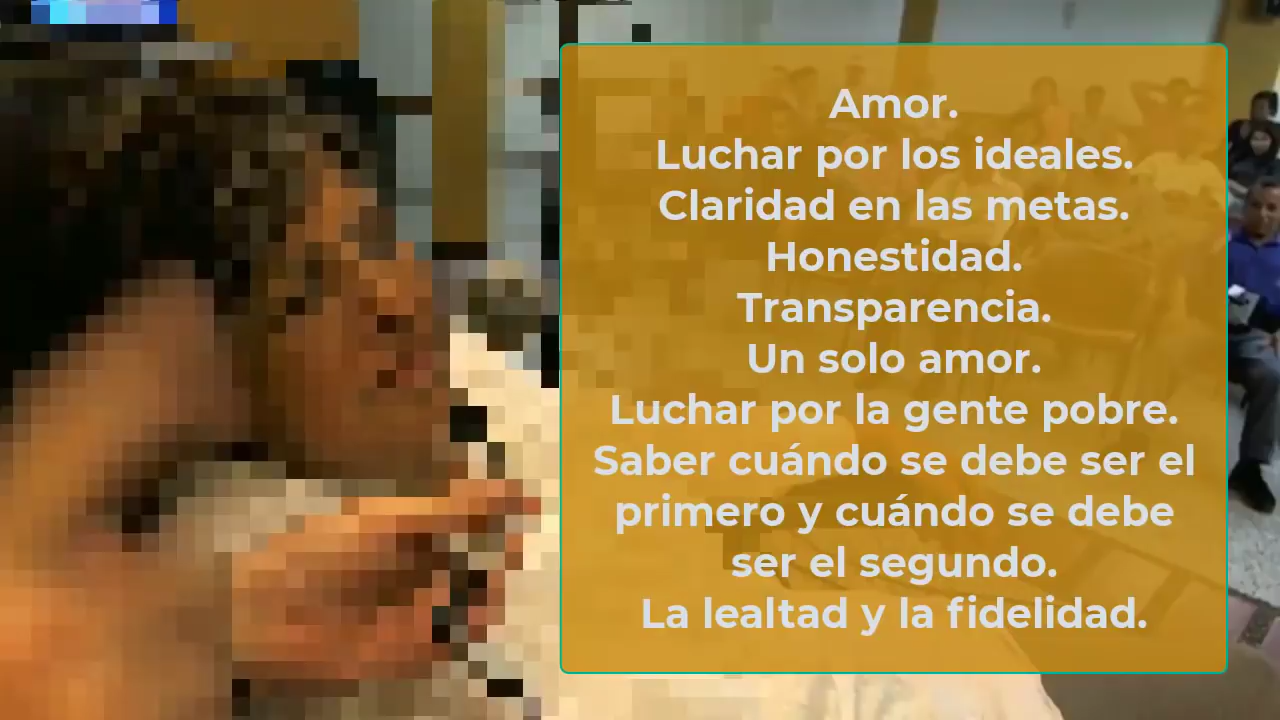 Amor.
Luchar por los ideales.
Claridad en las metas.
Honestidad.
Transparencia.
Un solo amor.
Luchar por la gente pobre.
Saber cuándo se debe ser el
primero y cuándo se debe
ser el segundo.
La lealtad y la fidelidad.